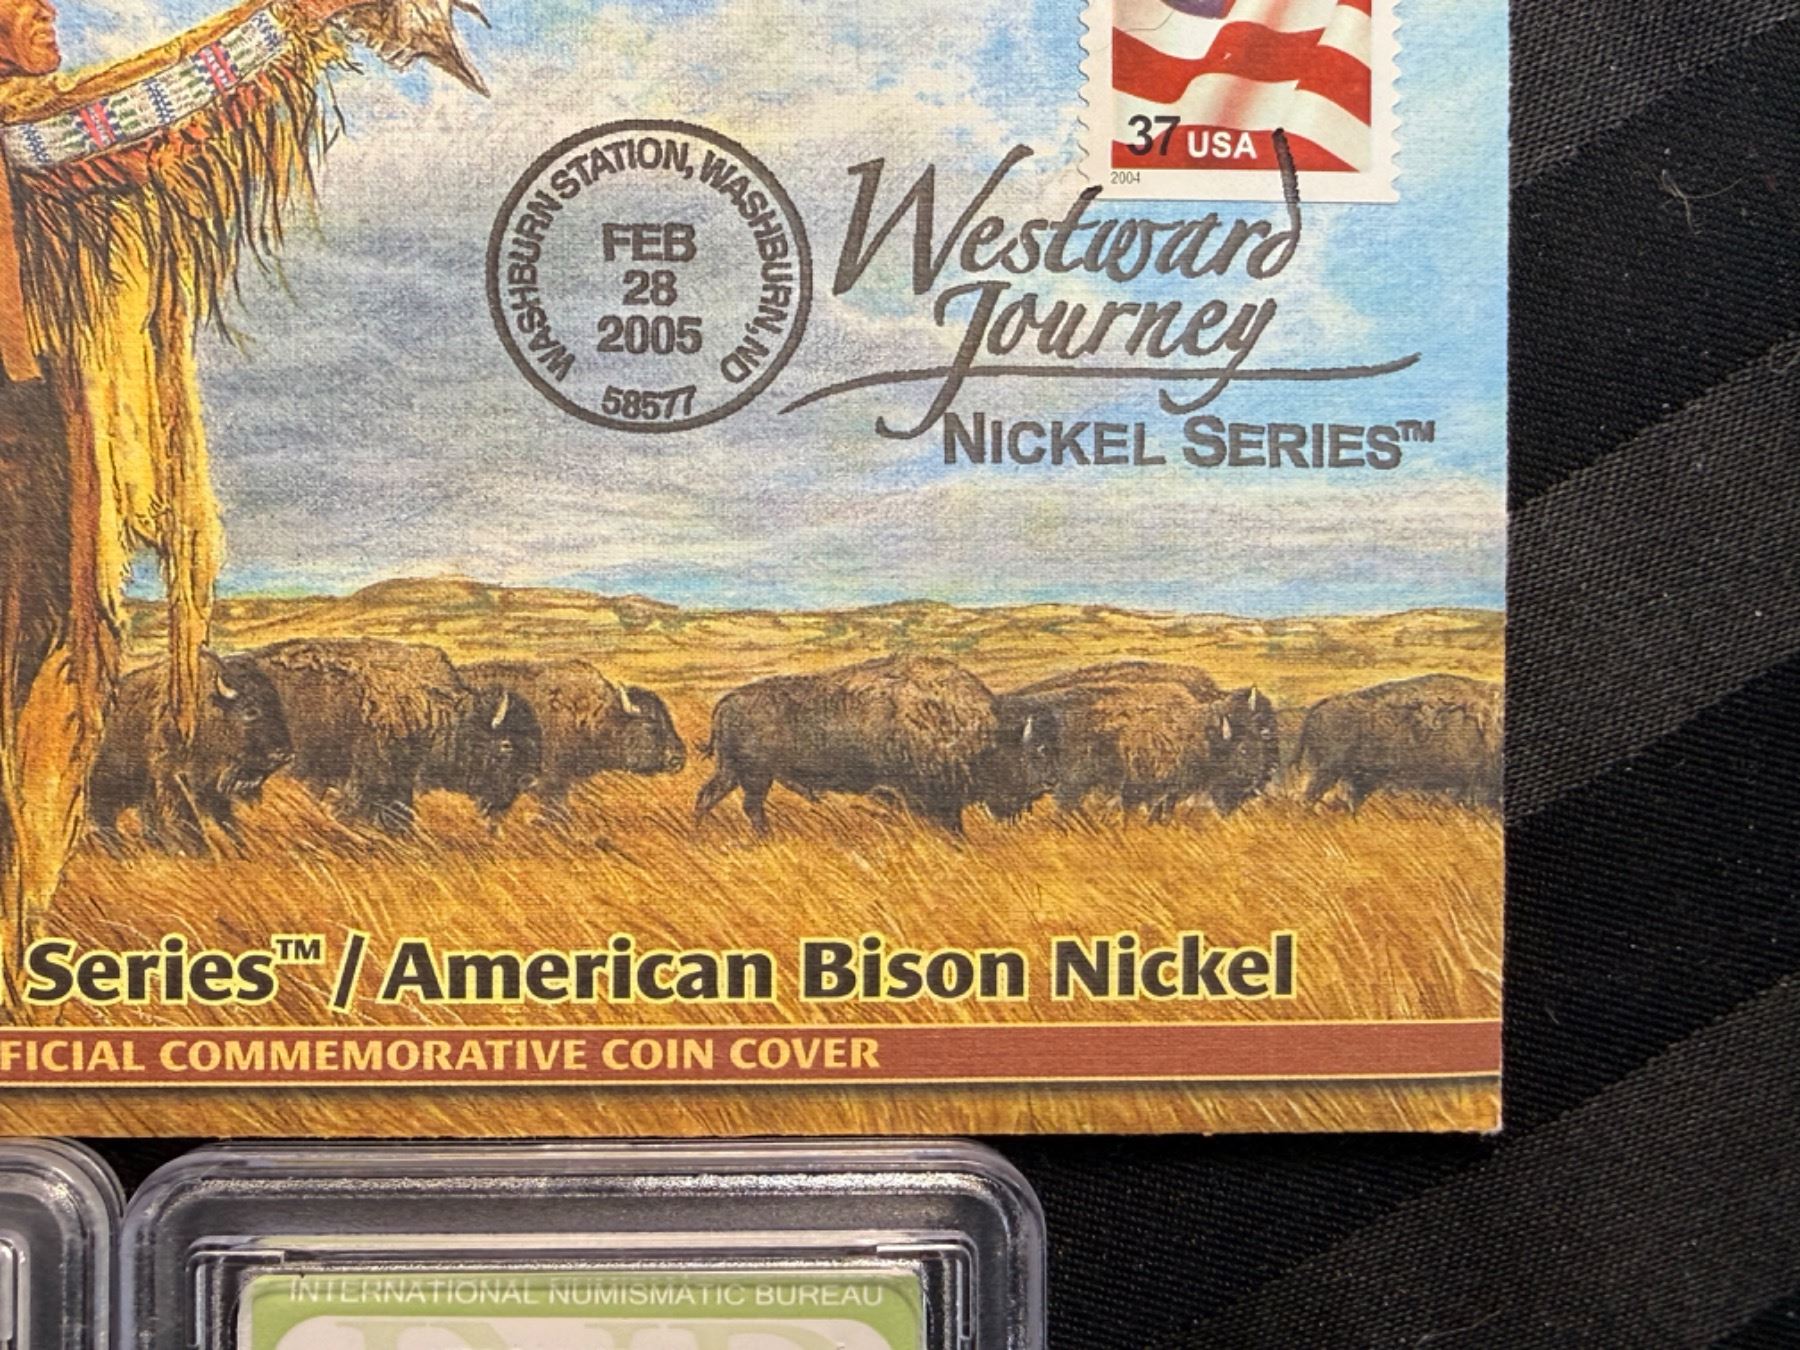 37 USA
2004
WASHBURN STATION, WASHBURN, ND
FEB
28
2005
58577
Westward
Journey
NICKEL SERIES™
Series™ / American Bison Nickel
FICIAL COMMEMORATIVE COIN COVER
INTERNATIONAL NUMISMATIC BUREAU